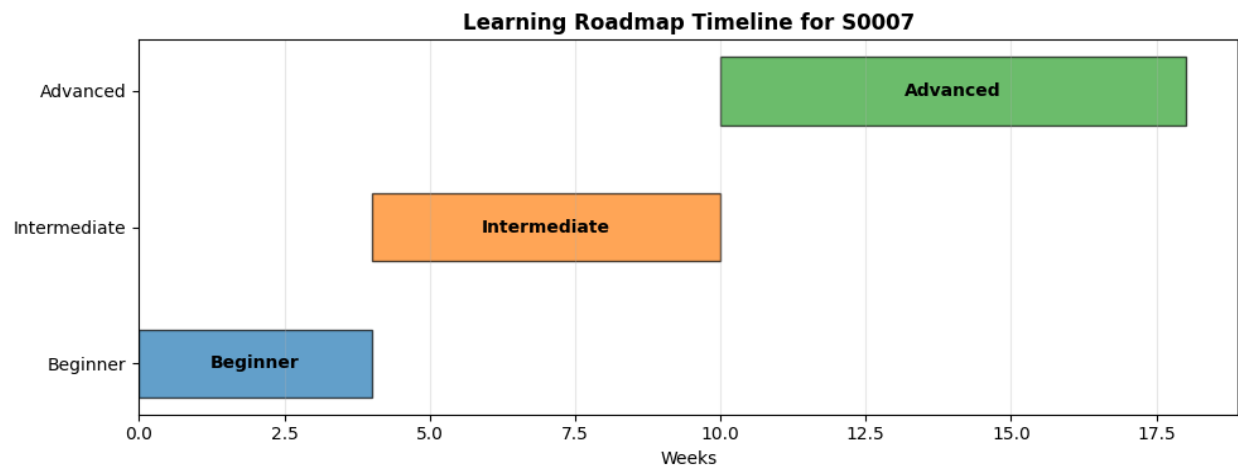 Learning Roadmap Timeline for S0007
Advanced
Advanced
Intermediate
Intermediate
Beginner
Beginner
0.0 2.5 5.0 7.5 10.0 12.5 15.0 17.5
Weeks